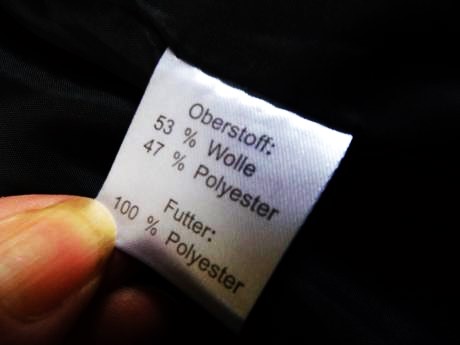 Oberstoff:
53 % Wolle
47 % Polyester
Futter:
100 % Polyester